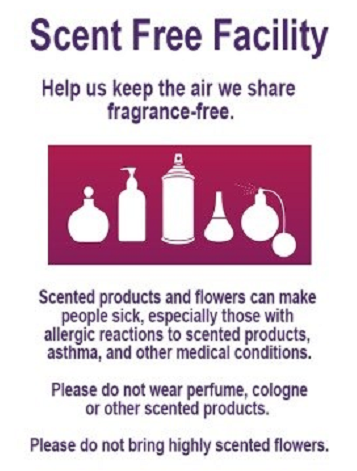 Scent Free Facility
Help us keep the air we share
fragrance-free.
Scented products and flowers can make
people sick, especially those with
allergic reactions to scented products,
asthma, and other medical conditions.
Please do not wear perfume, cologne
or other scented products.
Please do not bring highly scented flowers.